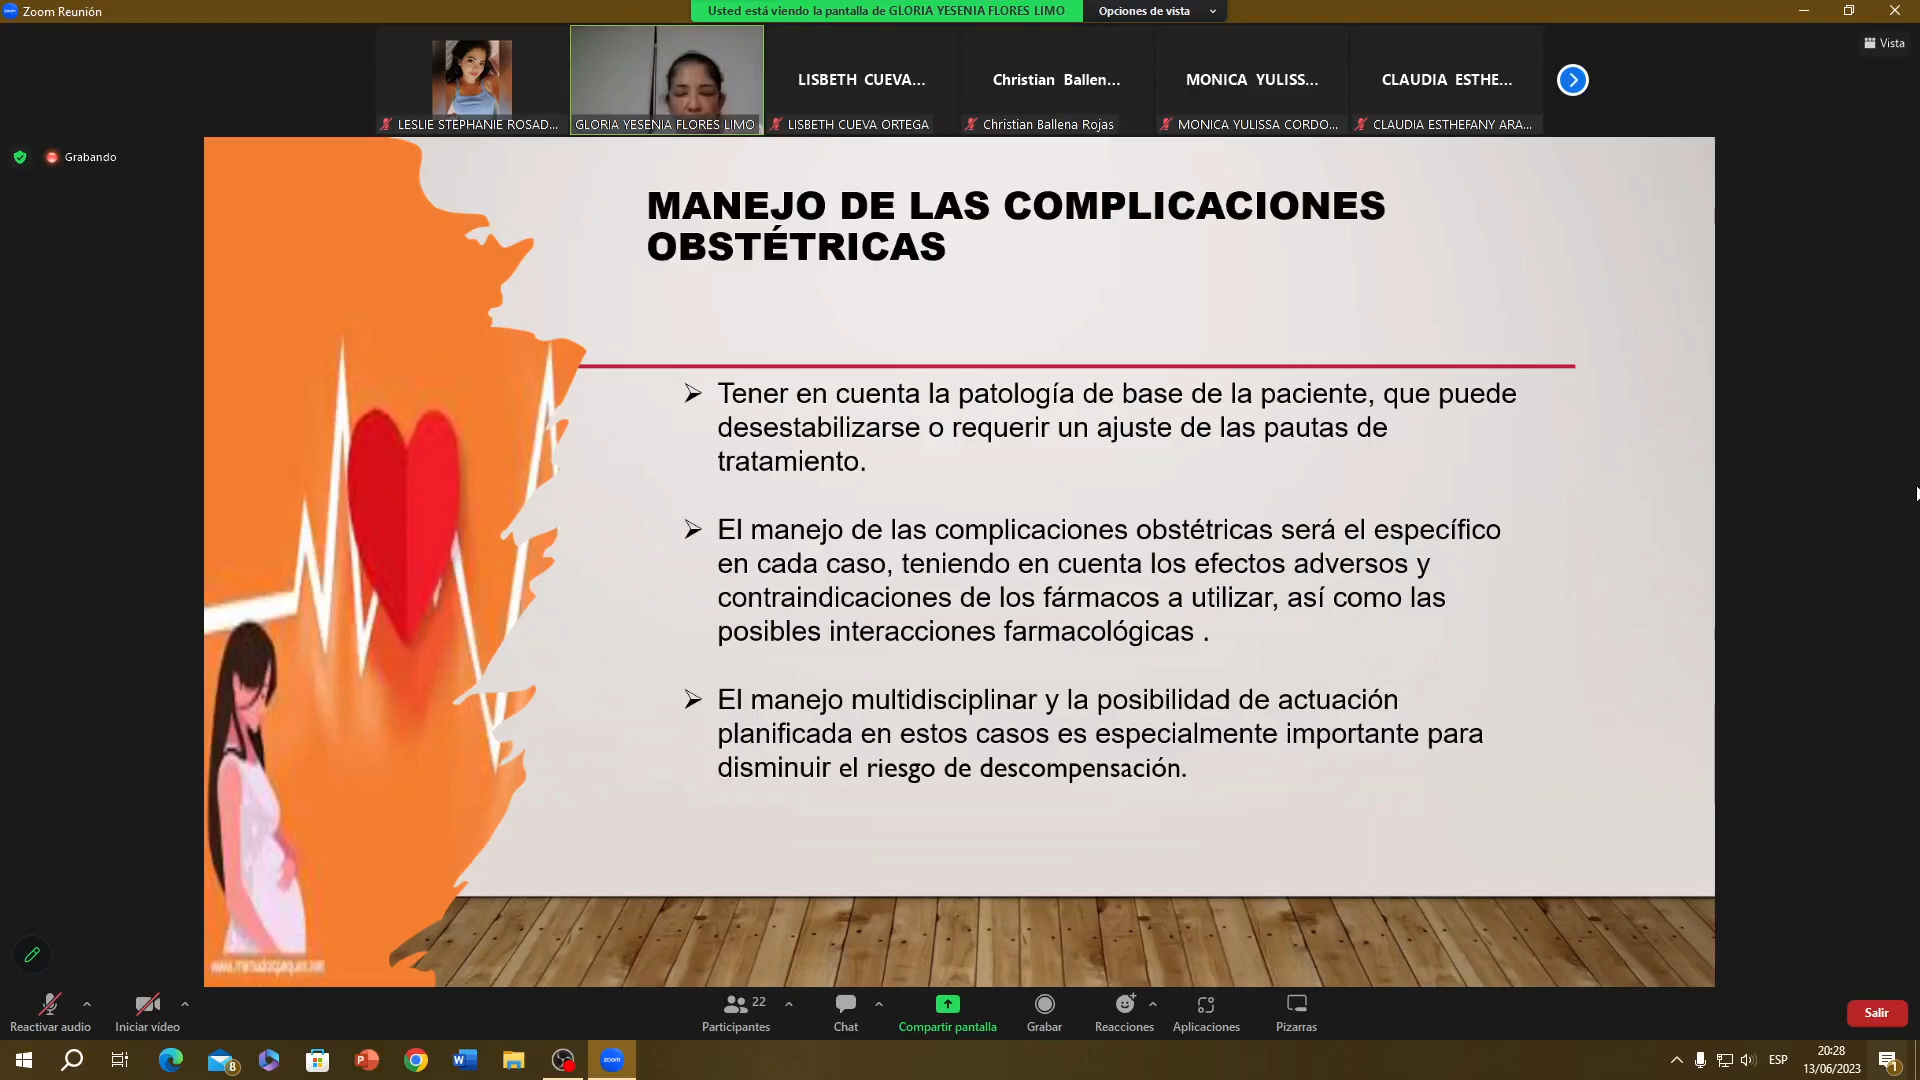 Zoom Reunión
Usted está viendo la pantalla de GLORIA YESENIA FLORES LIMO
Opciones de vista
Vista
LISBETH CUEVA...
Christian Ballen...
MONICA YULISS...
CLAUDIA ESTHE...
LESLIE STEPHANIE ROSAD...
GLORIA YESENIA FLORES LIMO
LISBETH CUEVA ORTEGA
Christian Ballena Rojas
MONICA YULISSA CORDO...
CLAUDIA ESTHEFANY ARA...
Grabando
MANEJO DE LAS COMPLICACIONES
OBSTÉTRICAS
Tener en cuenta la patología de base de la paciente, que puede
desestabilizarse o requerir un ajuste de las pautas de
tratamiento.
El manejo de las complicaciones obstétricas será el específico
en cada caso, teniendo en cuenta los efectos adversos y
contraindicaciones de los fármacos a utilizar, así como las
posibles interacciones farmacológicas .
El manejo multidisciplinar y la posibilidad de actuación
planificada en estos casos es especialmente importante para
disminuir el riesgo de descompensación.
Reactivar audio
Iniciar vídeo
22
Participantes
Chat
Compartir pantalla
Grabar
Reacciones
Aplicaciones
Pizarras
Salir
8
zoom
ESP
20:28
13/06/2023
1